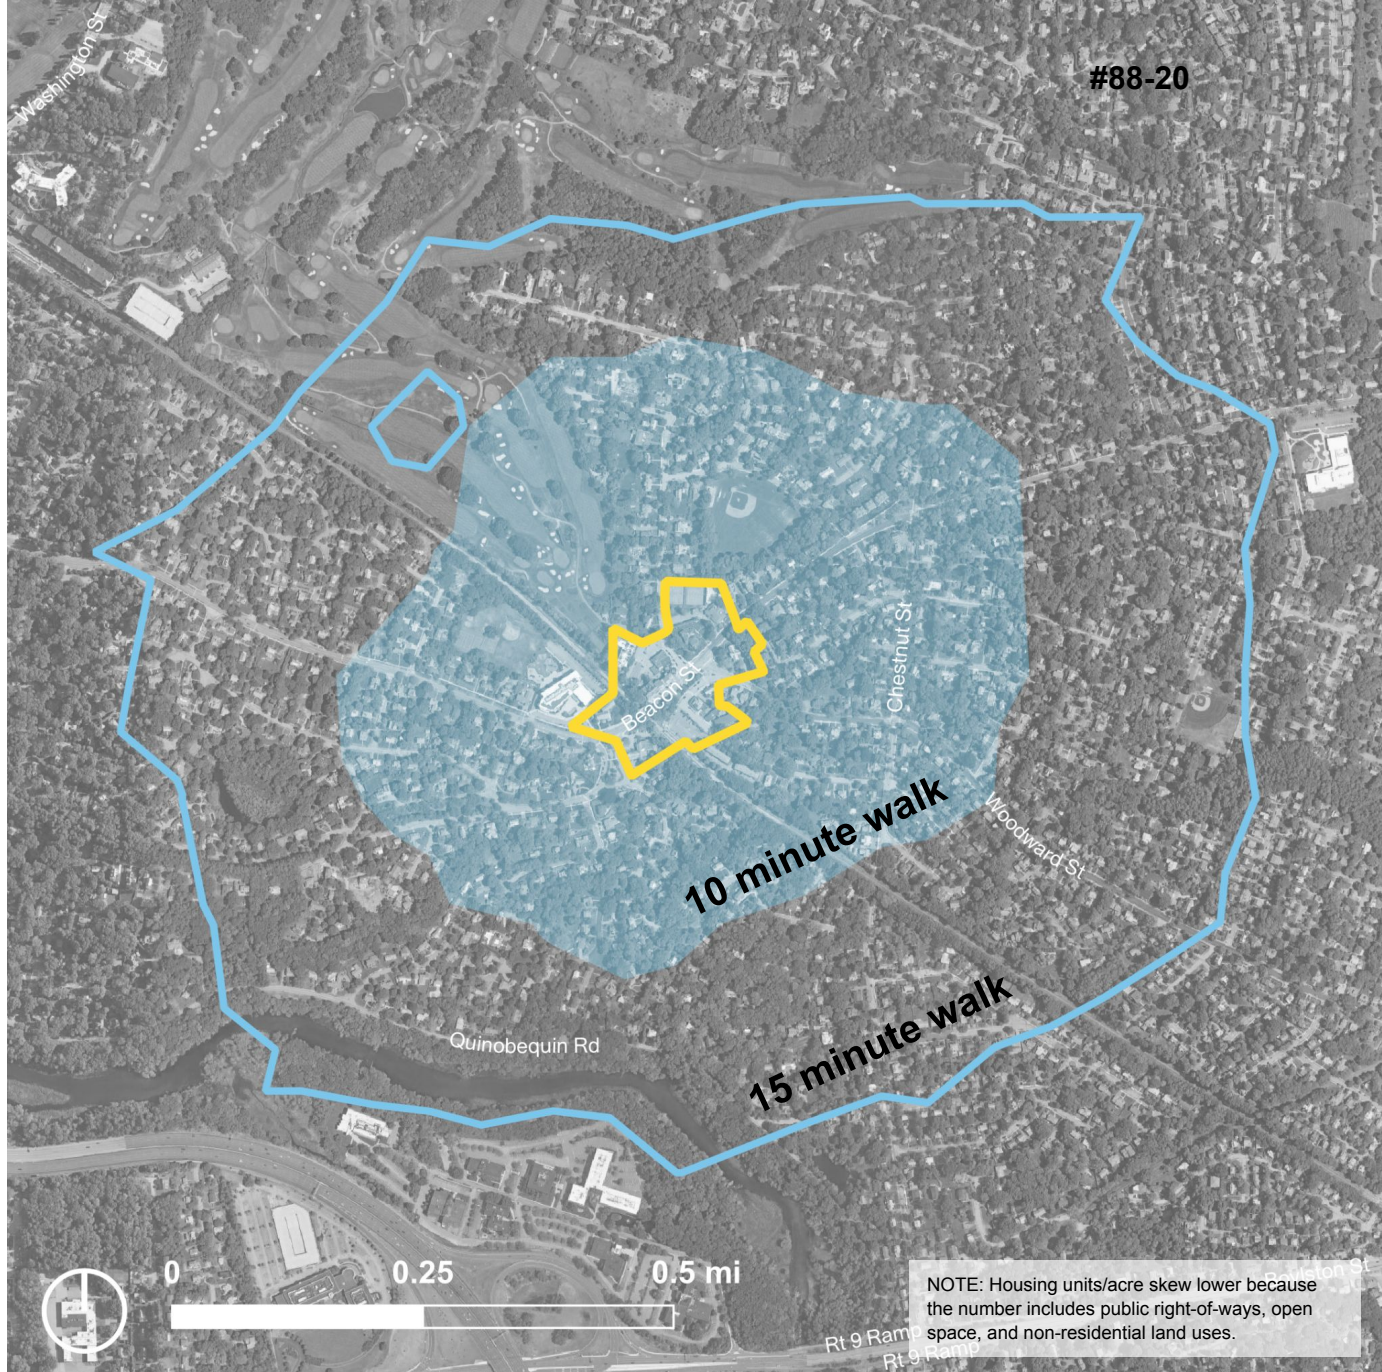 Washington St
#88-20
Beacon St
Chestnut St
10 minute walk
Woodward St
15 minute walk
Quinobequin Rd
0 0.25 0.5 mi
NOTE: Housing units/acre skew lower because
the number includes public right-of-ways, open
space, and non-residential land uses.
Rt 9 Ramp
Rt 9 Ramp